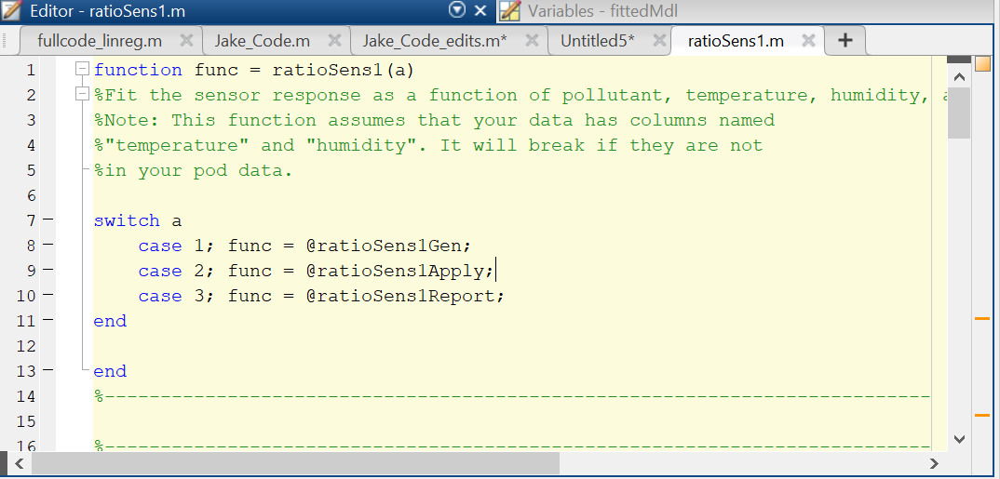 Editor - ratioSens1.m
Variables - fittedMdl
fullcode_linreg.m
Jake_Code.m
Jake_Code_edits.m*
Untitled5*
ratioSens1.m
1 function func = ratioSens1(a)
2 %Fit the sensor response as a function of pollutant, temperature, humidity,
3 %Note: This function assumes that your data has columns named
4 %"temperature" and "humidity". It will break if they are not
5 %in your pod data.
6
7 switch a
8 case 1; func = @ratioSens1Gen;
9 case 2; func = @ratioSens1Apply;
10 case 3; func = @ratioSens1Report;
11 end
12
13 end
14 %--------------------------------------------------------------------------
15
16 %--------------------------------------------------------------------------